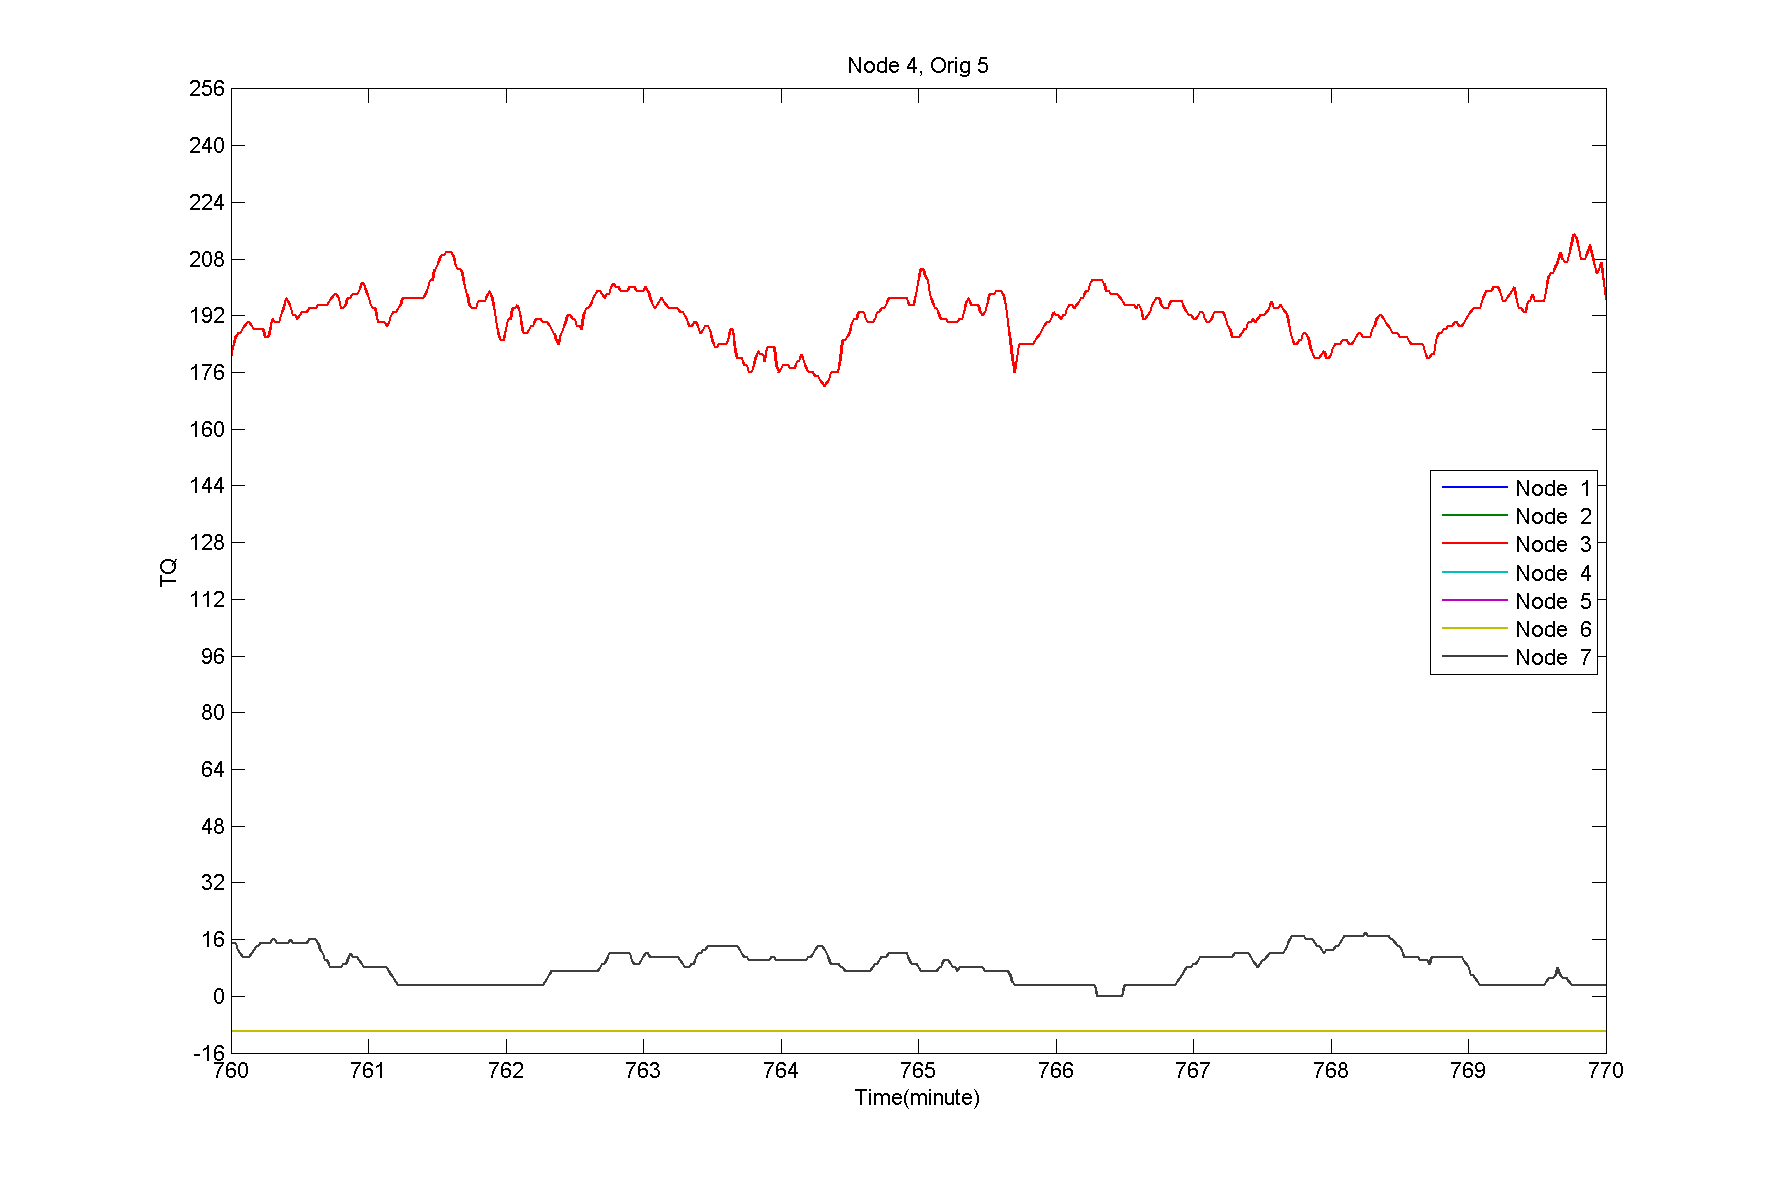 Node 4, Orig 5
256
240
224
208
192
176
160
144
128
112
96
80
64
48
32
16
0
-16
TQ
Node 1
Node 2
Node 3
Node 4
Node 5
Node 6
Node 7
760 761 762 763 764 765 766 767 768 769 770
Time(minute)